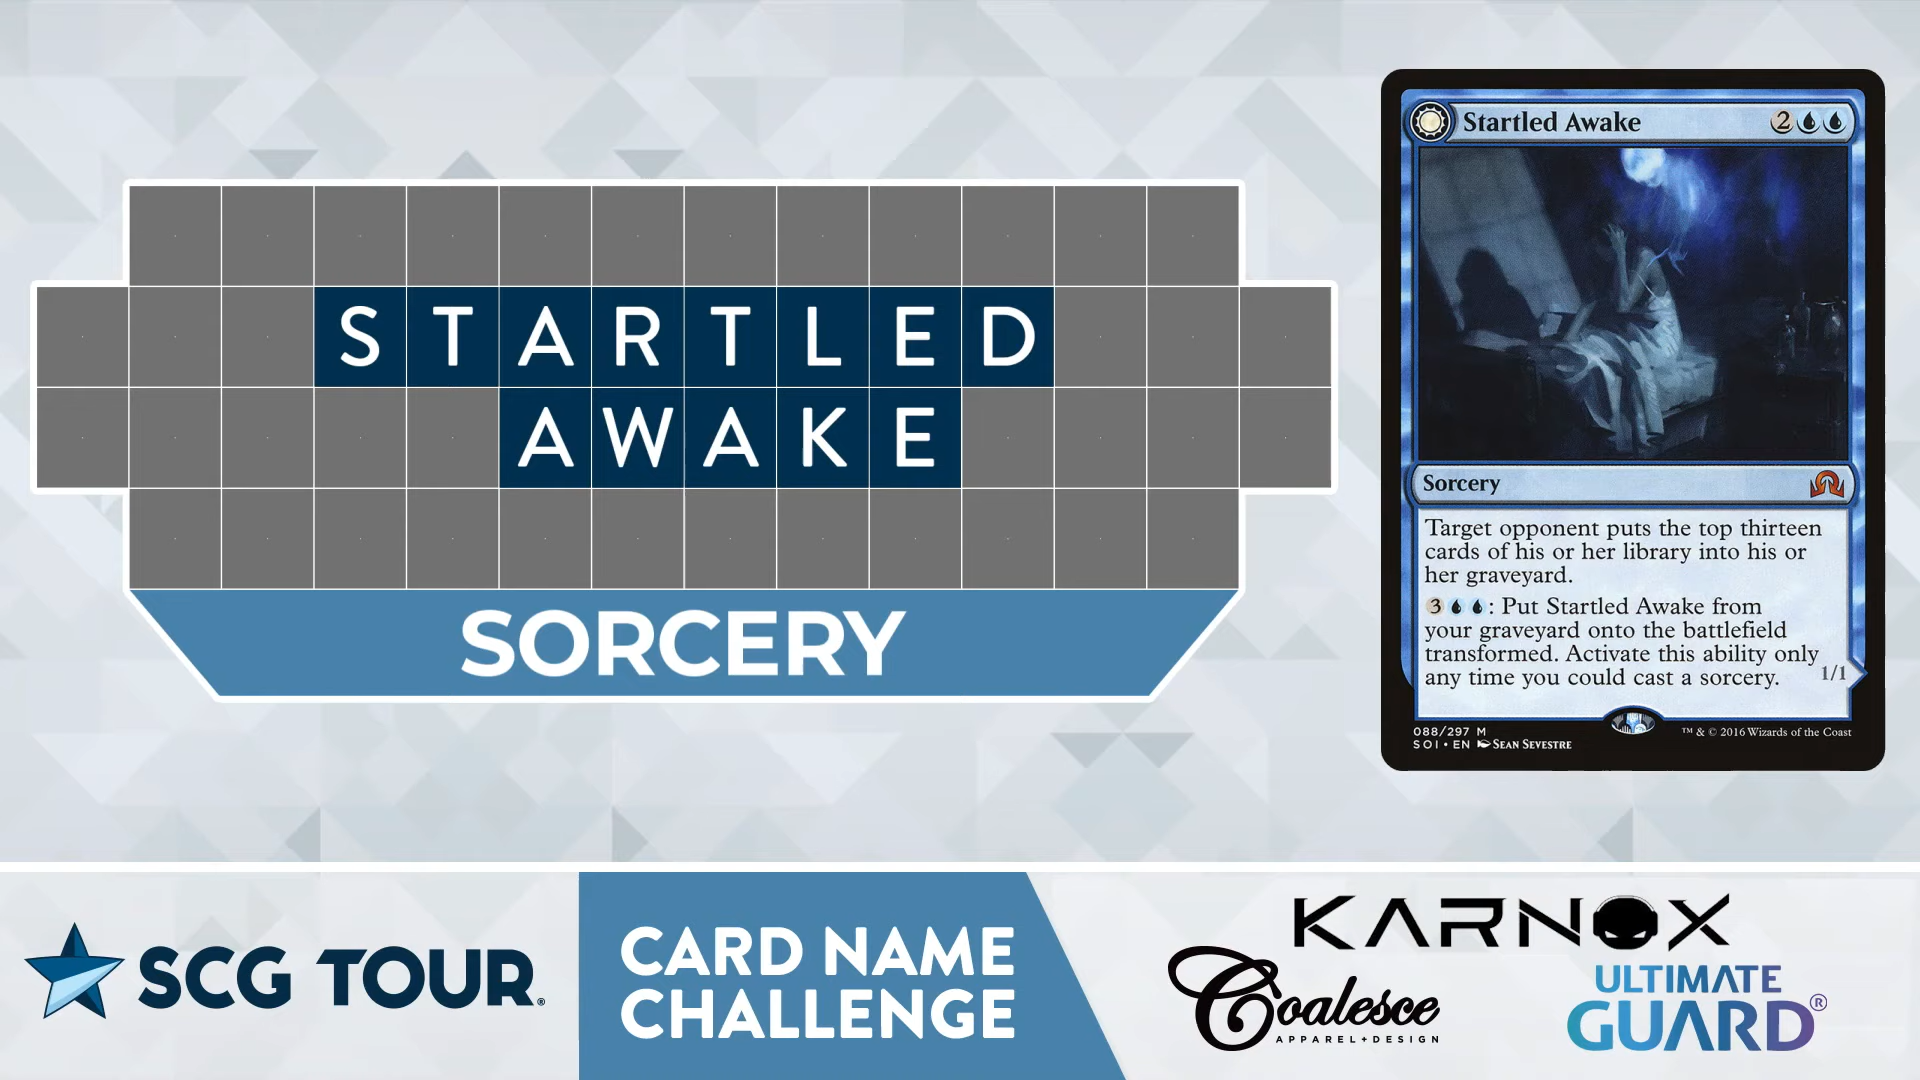 STARTLED
AWAKE
SORCERY
Startled Awake 2
Sorcery
Target opponent puts the top thirteen
cards of his or her library into his or
her graveyard.
3 : Put Startled Awake from
your graveyard onto the battlefield
transformed. Activate this ability only
any time you could cast a sorcery.
1/1
088/297 M
SOI • EN SEAN SEVESTRE
™ & © 2016 Wizards of the Coast
SCG TOUR®
CARD NAME
CHALLENGE
KARNOX
Coalesce
APPAREL+DESIGN
ULTIMATE
GUARD®